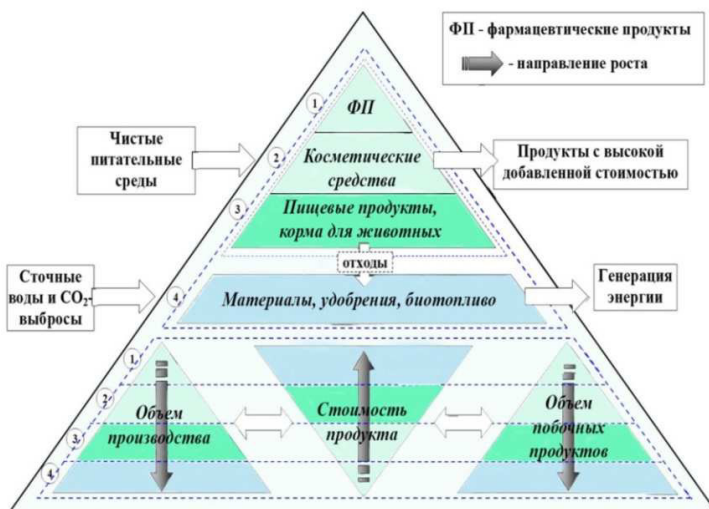 ФП - фармацевтические продукты
- направление роста
1
ФП
Чистые
питательные
среды
2
Косметические
средства
Продукты с высокой
добавленной стоимостью
3
Пищевые продукты,
корма для животных
отходы
Сточные
воды и CO₂-
выбросы
4
Материалы, удобрения, биотопливо
Генерация
энергии
1
2
3
4
Объем
производства
Стоимость
продукта
Объем
побочных
продуктов